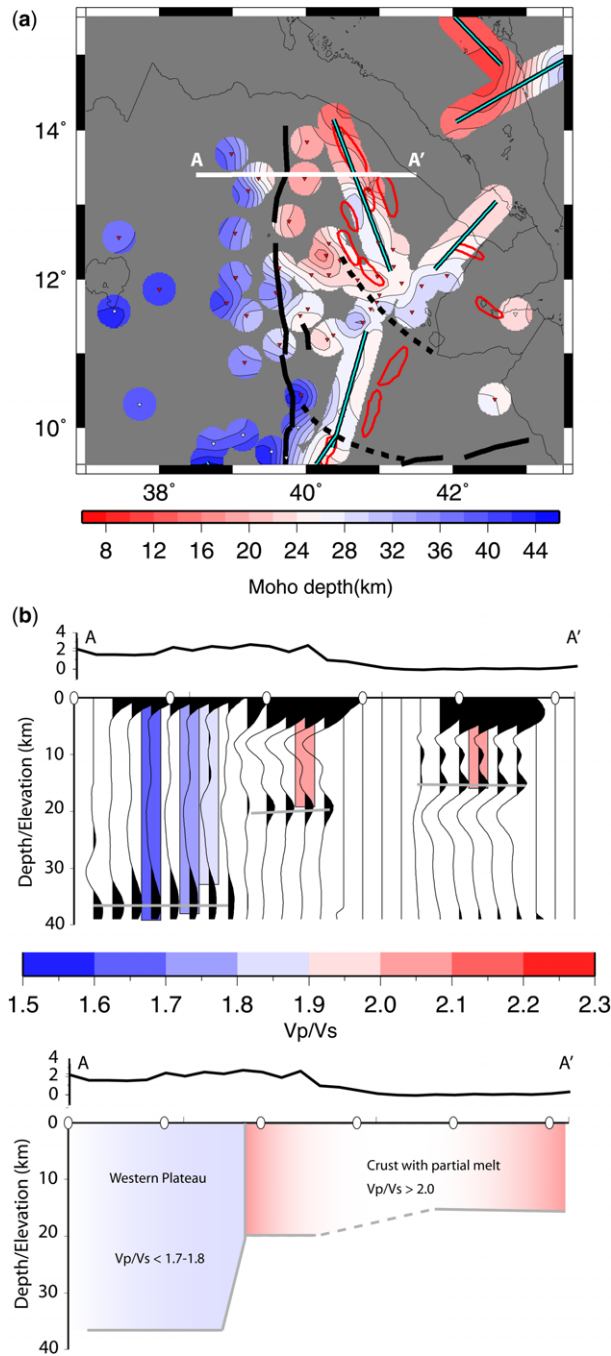 (a)
14°
12°
10°
A
A'
38°
40°
42°
8 12 16 20 24 28 32 36 40 44
Moho depth(km)
(b)
A
A'
4
2
0
0
10
20
30
40
Depth/Elevation (km)
1.5 1.6 1.7 1.8 1.9 2.0 2.1 2.2 2.3
Vp/Vs
A
A'
4
2
0
0
10
20
30
40
Depth/Elevation (km)
Western Plateau
Vp/Vs < 1.7-1.8
Crust with partial melt
Vp/Vs > 2.0